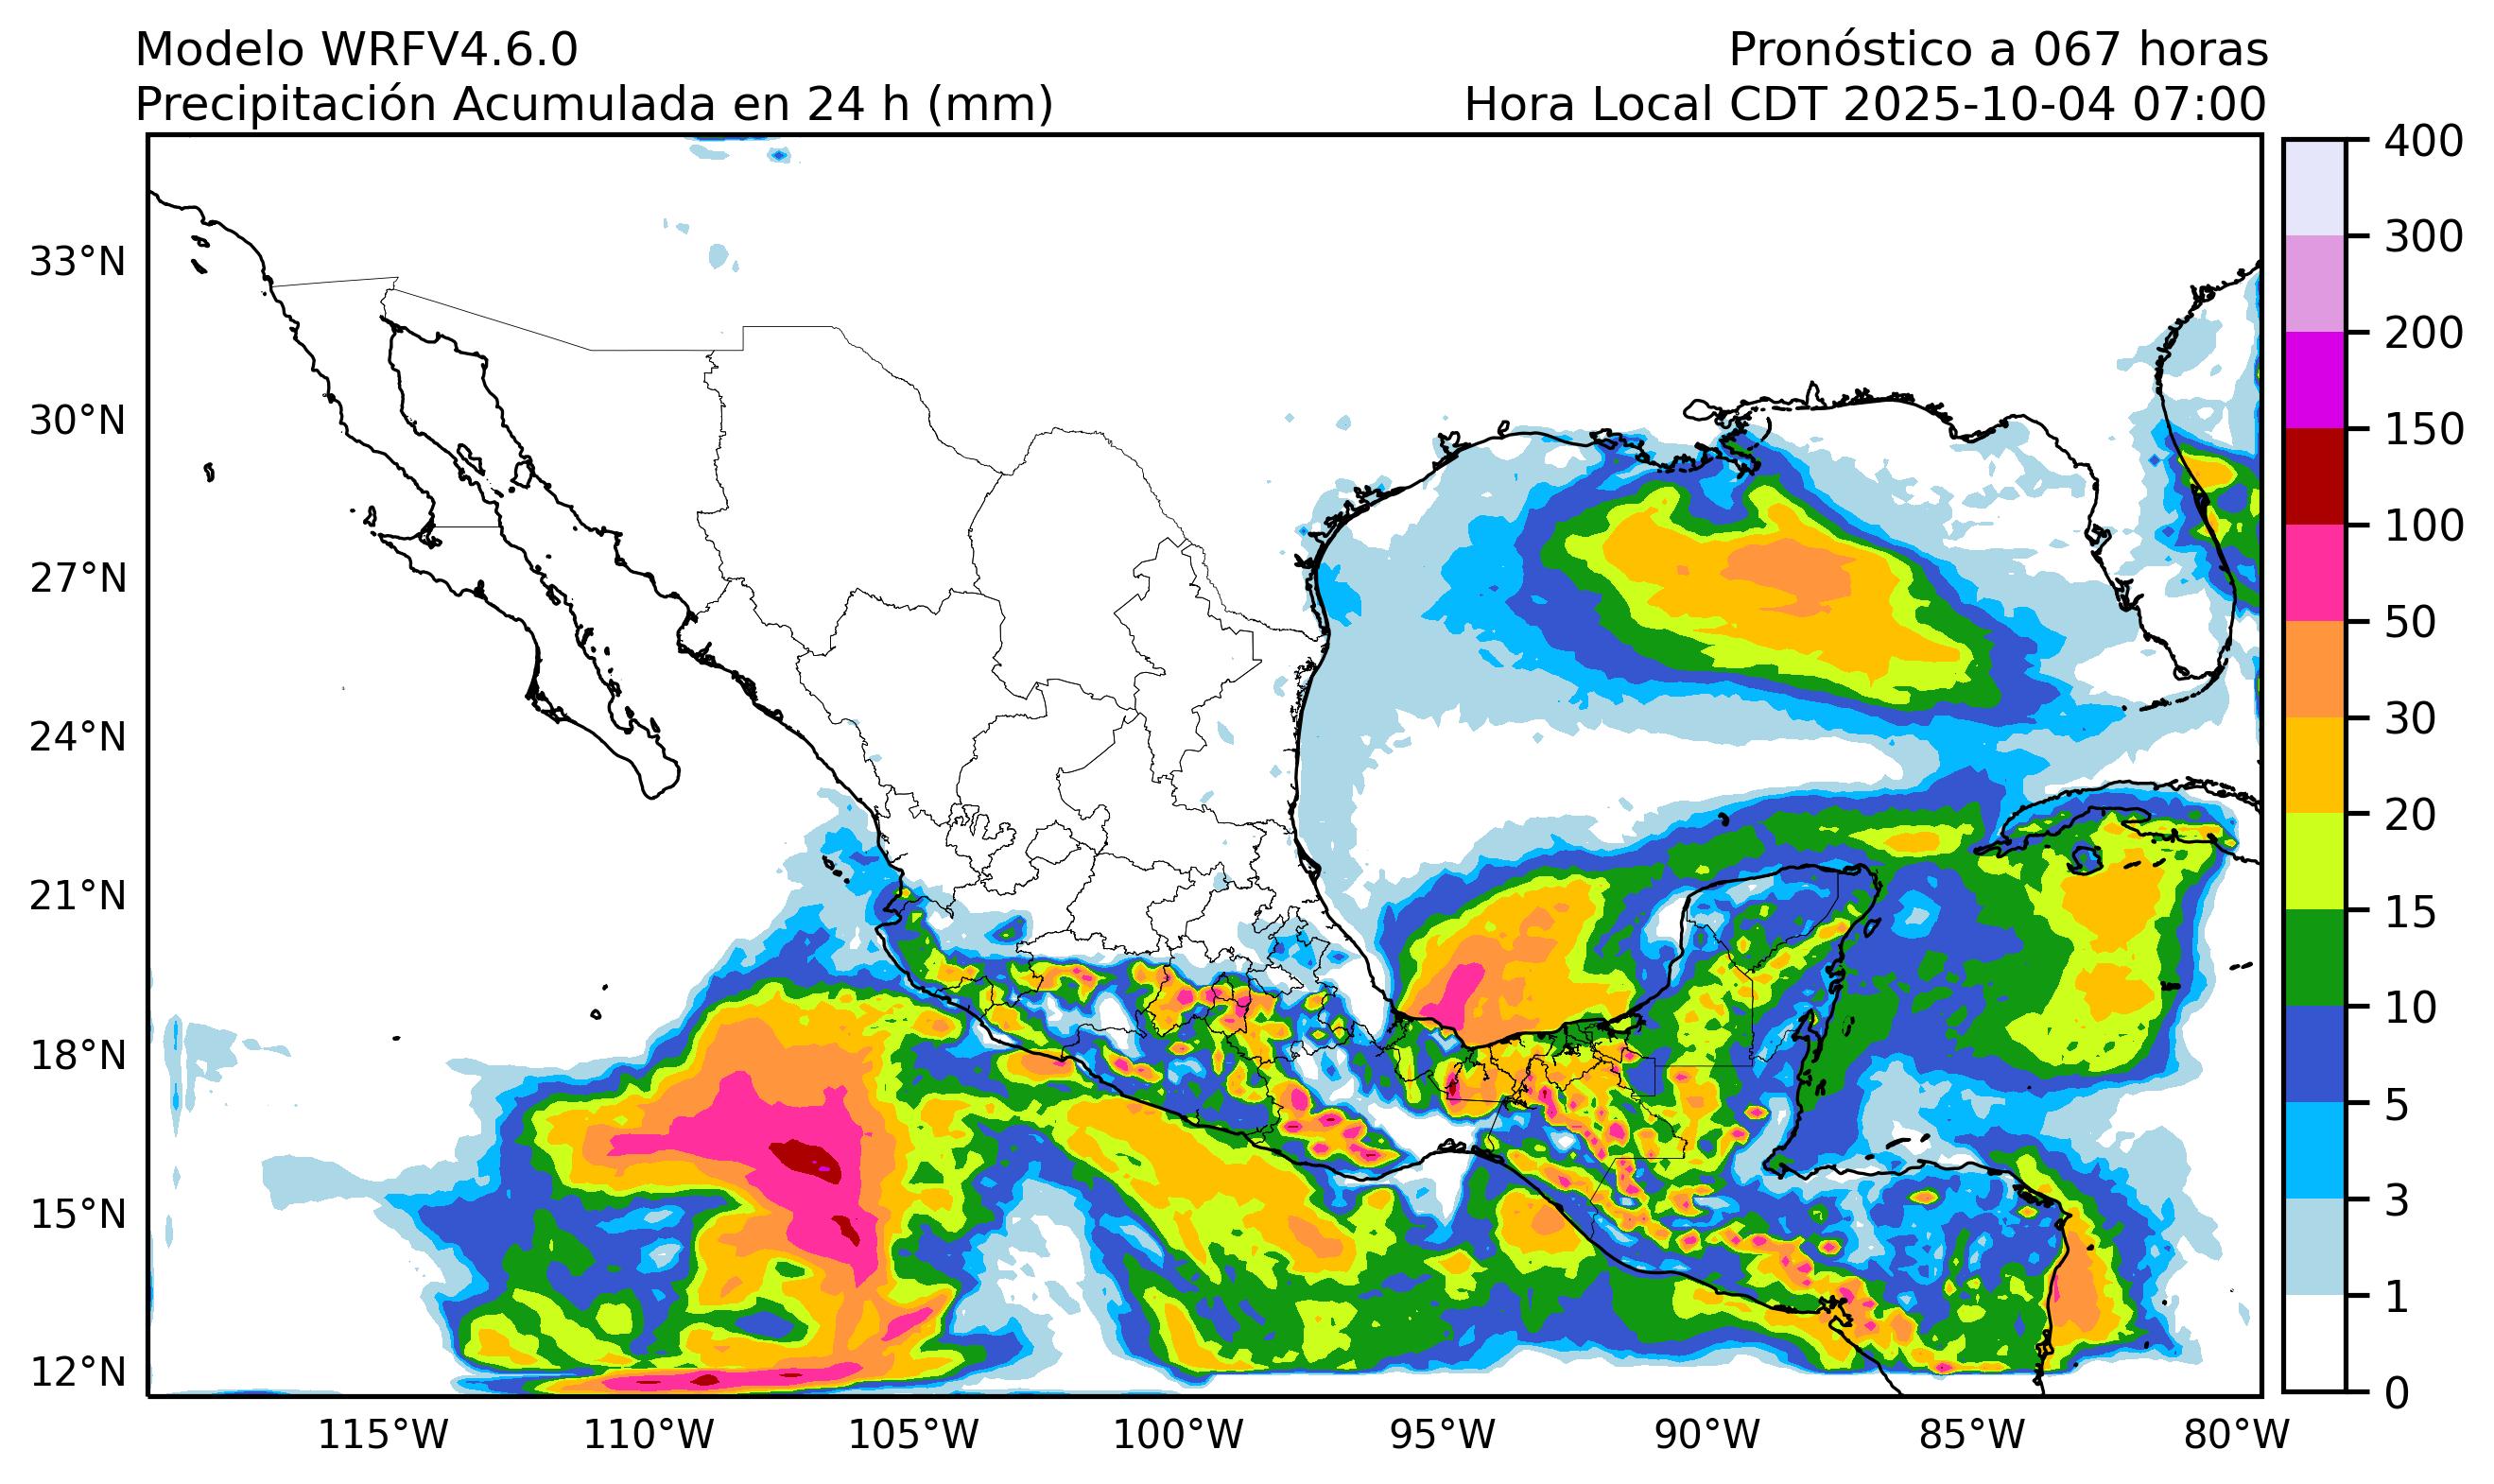 Modelo WRFV4.6.0
Precipitación Acumulada en 24 h (mm)
Pronóstico a 067 horas
Hora Local CDT 2025-10-04 07:00
33°N
30°N
27°N
24°N
21°N
18°N
15°N
12°N
115°W
110°W
105°W
100°W
95°W
90°W
85°W
80°W
400
300
200
150
100
50
30
20
15
10
5
3
1
0